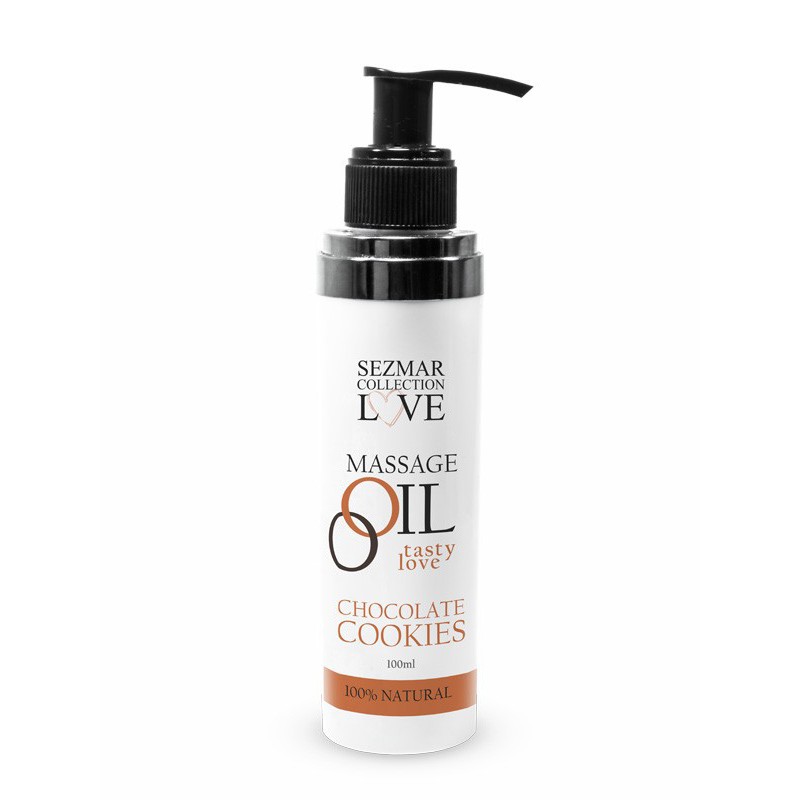 SEZMAR
COLLECTION
LOVE
MASSAGE
OIL
tasty
love
CHOCOLATE
COOKIES
100ml
100% NATURAL